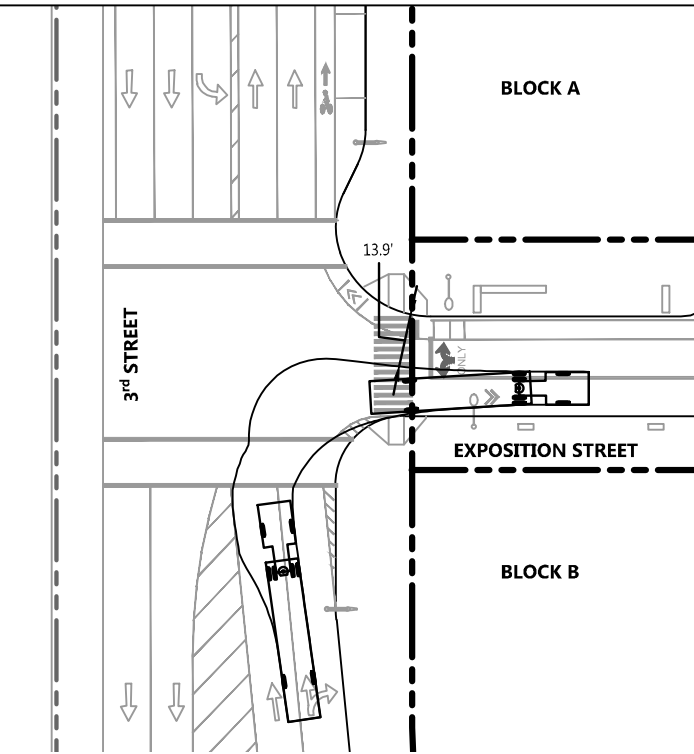 BLOCK A
13.9'
3rd STREET
ONLY
EXPOSITION STREET
BLOCK B